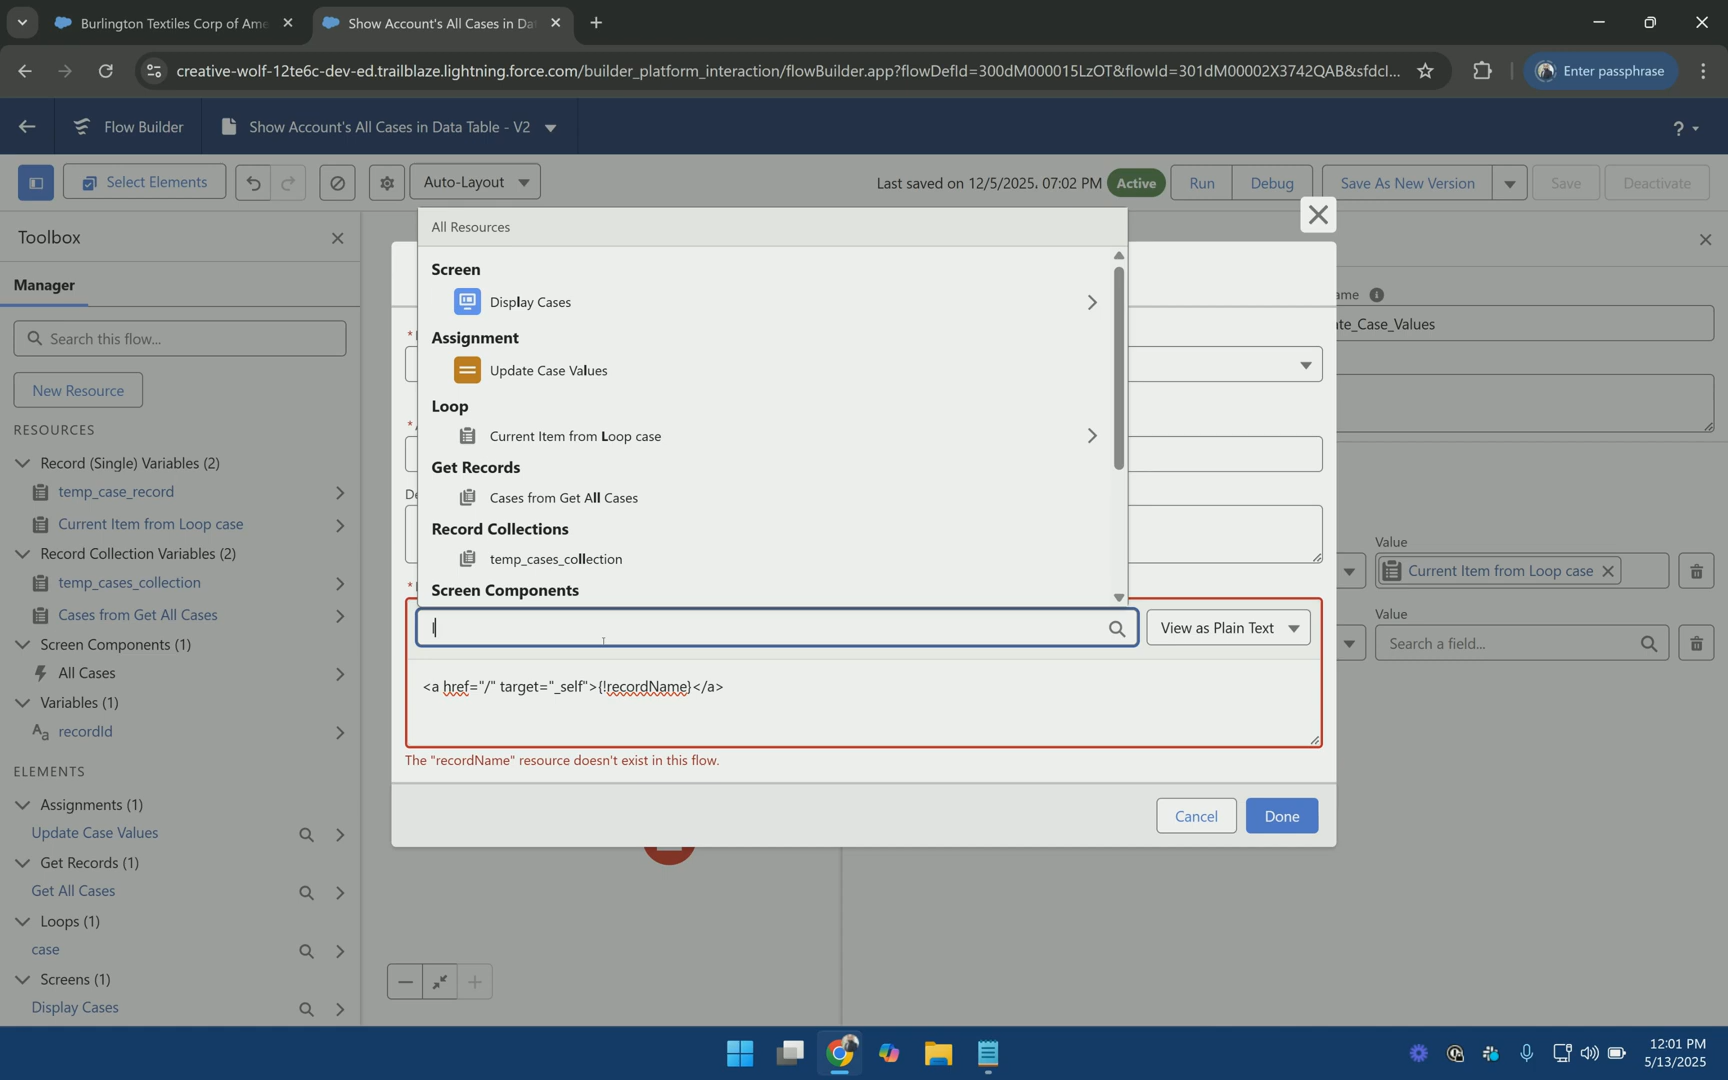 Burlington Textiles Corp of Ame
Show Account's All Cases in Da
creative-wolf-12te6c-dev-ed.trailblaze.lightning.force.com/builder_platform_interaction/flowBuilder.app?flowDefId=300dM000015LzOT&flowId=301dM00002X3742QAB&sfdcI...
Enter passphrase
Flow Builder
Show Account's All Cases in Data Table - V2
?
Select Elements
Auto-Layout
Last saved on 12/5/2025, 07:02 PM
Active
Run
Debug
Save As New Version
Save
Deactivate
Toolbox
Manager
Search this flow...
New Resource
RESOURCES
Record (Single) Variables (2)
temp_case_record
Current Item from Loop case
Record Collection Variables (2)
temp_cases_collection
Cases from Get All Cases
Screen Components (1)
All Cases
Variables (1)
recordId
ELEMENTS
Assignments (1)
Update Case Values
Get Records (1)
Get All Cases
Loops (1)
case
Screens (1)
Display Cases
All Resources
Screen
Display Cases
Assignment
Update Case Values
Loop
Current Item from Loop case
Get Records
Cases from Get All Cases
Record Collections
temp_cases_collection
Screen Components
l
View as Plain Text
<a href="/" target="_self">{!recordName}</a>
The "recordName" resource doesn't exist in this flow.
Cancel
Done
ame
te_Case_Values
Value
Current Item from Loop case
Value
Search a field...
12:01 PM
5/13/2025